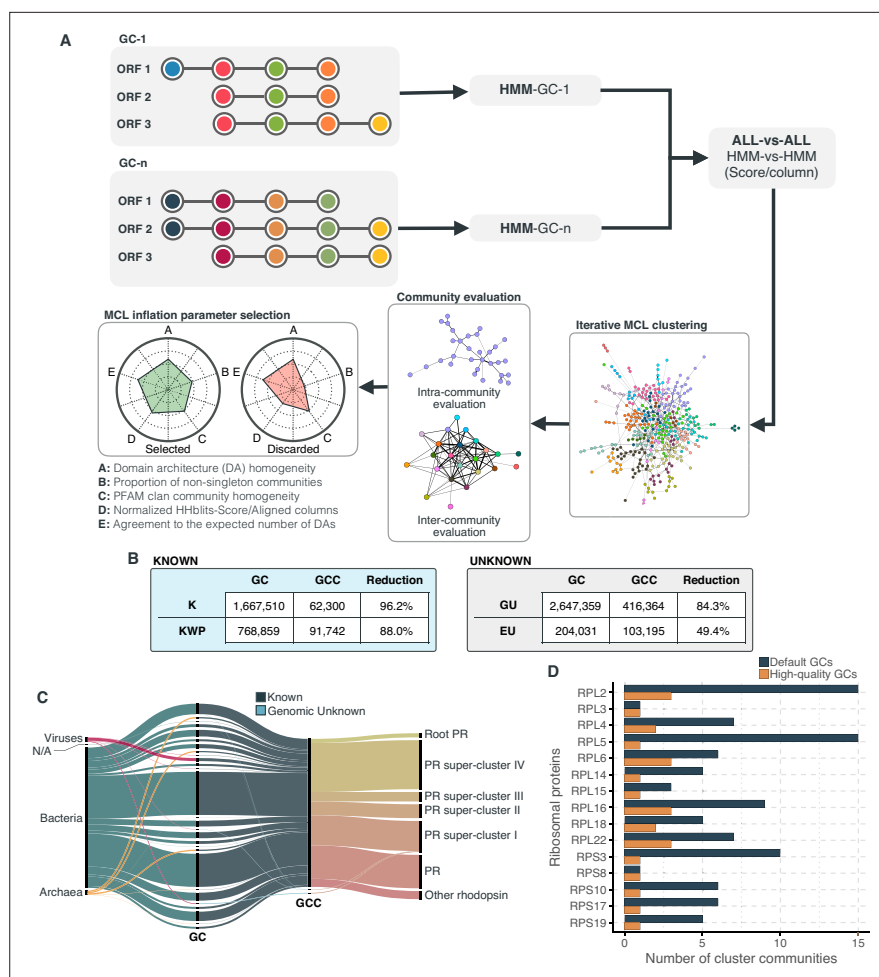 A
GC-1
ORF 1
ORF 2
ORF 3
HMM-GC-1
GC-n
ORF 1
ORF 2
ORF 3
HMM-GC-n
ALL-vs-ALL
HMM-vs-HMM
(Score/column)
MCL inflation parameter selection
A
B
C
D
E
Selected
A
B
C
D
E
Discarded
A: Domain architecture (DA) homogeneity
B: Proportion of non-singleton communities
C: PFAM clan community homogeneity
D: Normalized HHblits-Score/Aligned columns
E: Agreement to the expected number of DAs
Community evaluation
Intra-community
evaluation
Inter-community
evaluation
Iterative MCL clustering
B
KNOWN
GC GCC Reduction
K 1,667,510 62,300 96.2%
KWP 768,859 91,742 88.0%
UNKNOWN
GC GCC Reduction
GU 2,647,359 416,364 84.3%
EU 204,031 103,195 49.4%
C
Known
Genomic Unknown
Viruses
N/A
Bacteria
Archaea
GC
GCC
Root PR
PR super-cluster IV
PR super-cluster III
PR super-cluster II
PR super-cluster I
PR
Other rhodopsin
D
Default GCs
High-quality GCs
Ribosomal proteins
RPL2
RPL3
RPL4
RPL5
RPL6
RPL14
RPL15
RPL16
RPL18
RPL22
RPS3
RPS8
RPS10
RPS17
RPS19
0 5 10 15
Number of cluster communities